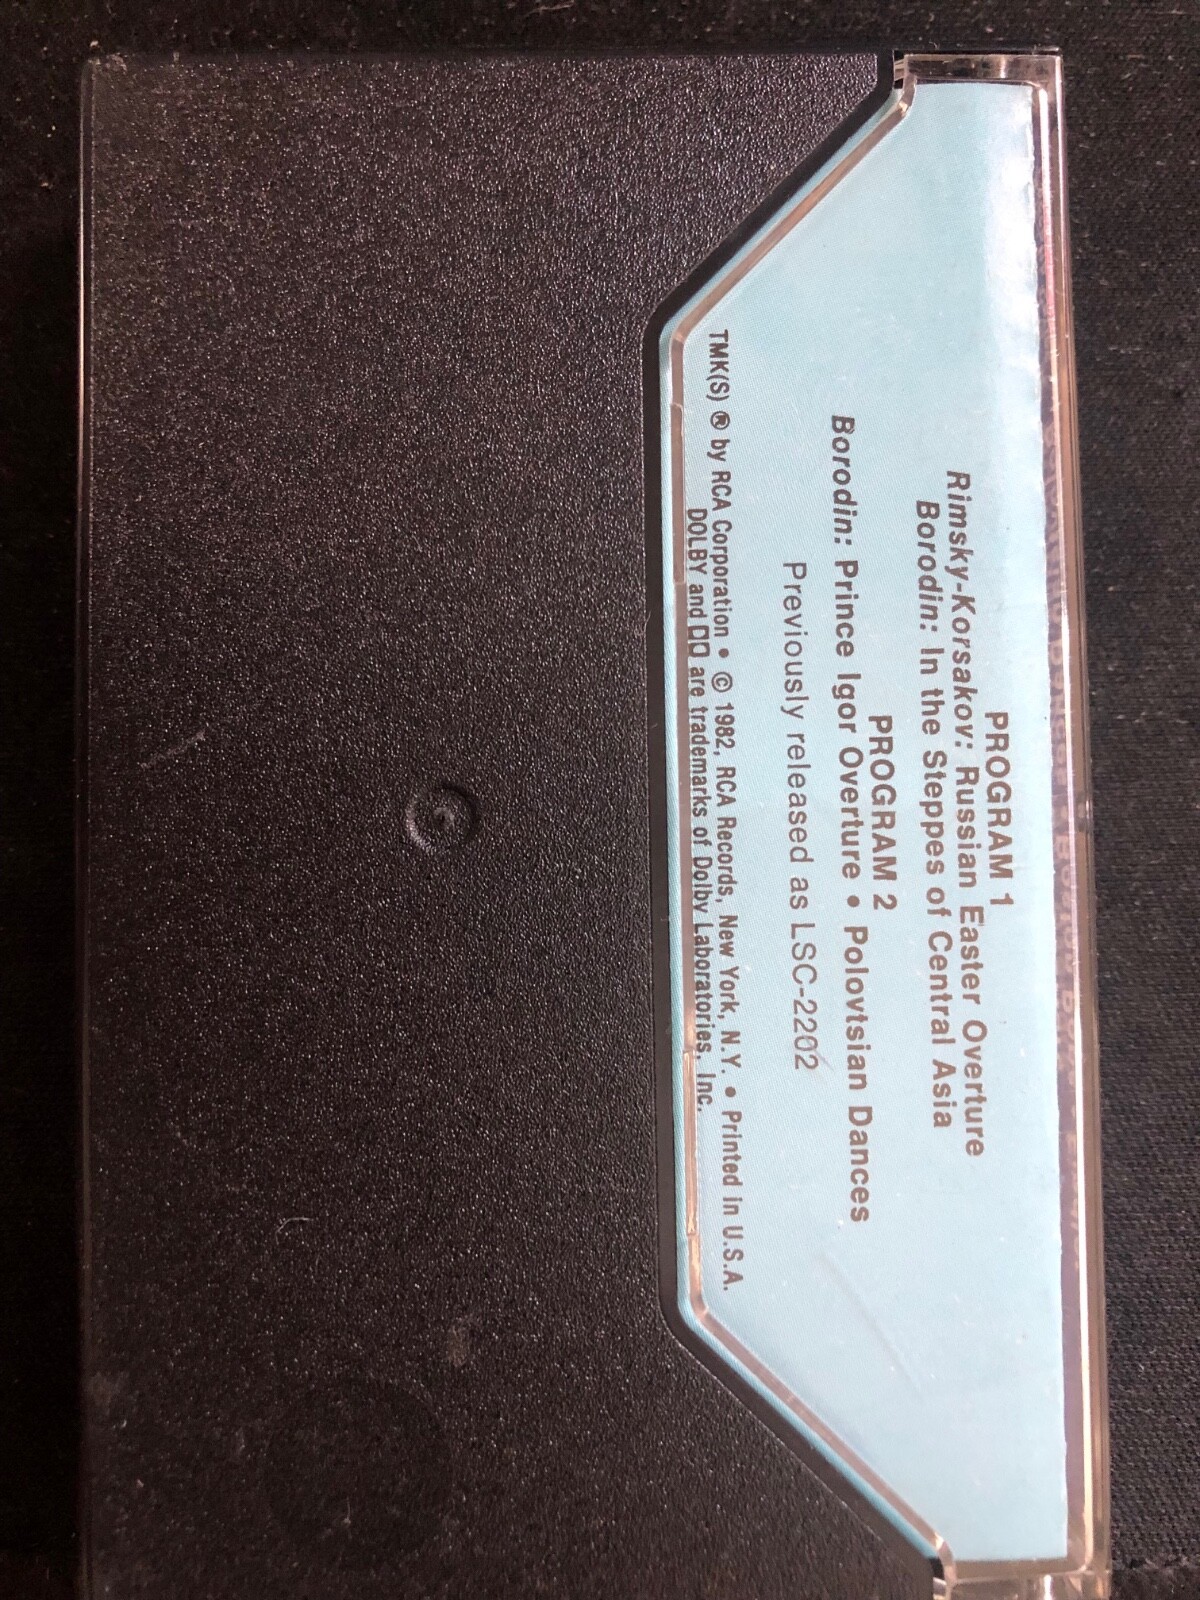 PROGRAM 1
Rimsky-Korsakov: Russian Easter Overture
Borodin: In the Steppes of Central Asia
PROGRAM 2
Borodin: Prince Igor Overture • Polovtsian Dances
Previously released as LSC-2202
TMK(S) ® by RCA Corporation • © 1982, RCA Records, New York, N.Y. • Printed in U.S.A.
DOLBY and are trademarks of Dolby Laboratories, Inc.